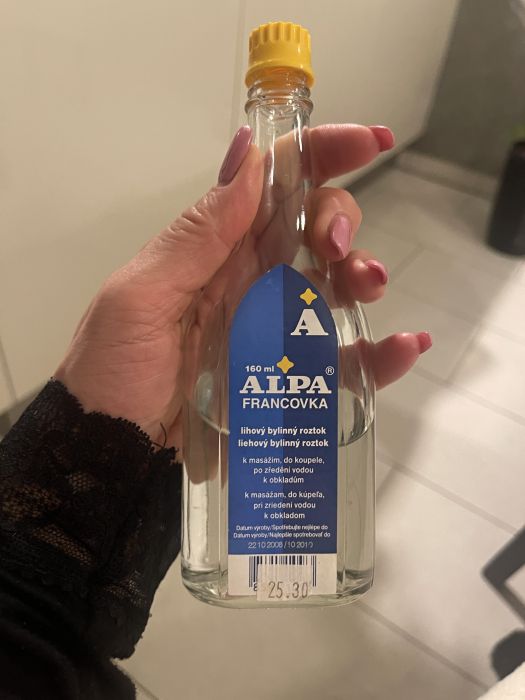 A
160 ml
ALPA®
FRANCOVKA
lihový bylinný roztok
liehový bylinný roztok
k masážím, do koupele,
po zředění vodou
k obkladům
k masážam, do kúpeľa,
pri zriedení vodou
k obkladom
Datum výroby/Spotřebujte nejlépe do
Datum výroby/Najlepšie spotrebovať do
22 10 2008 /10 2010
25.30